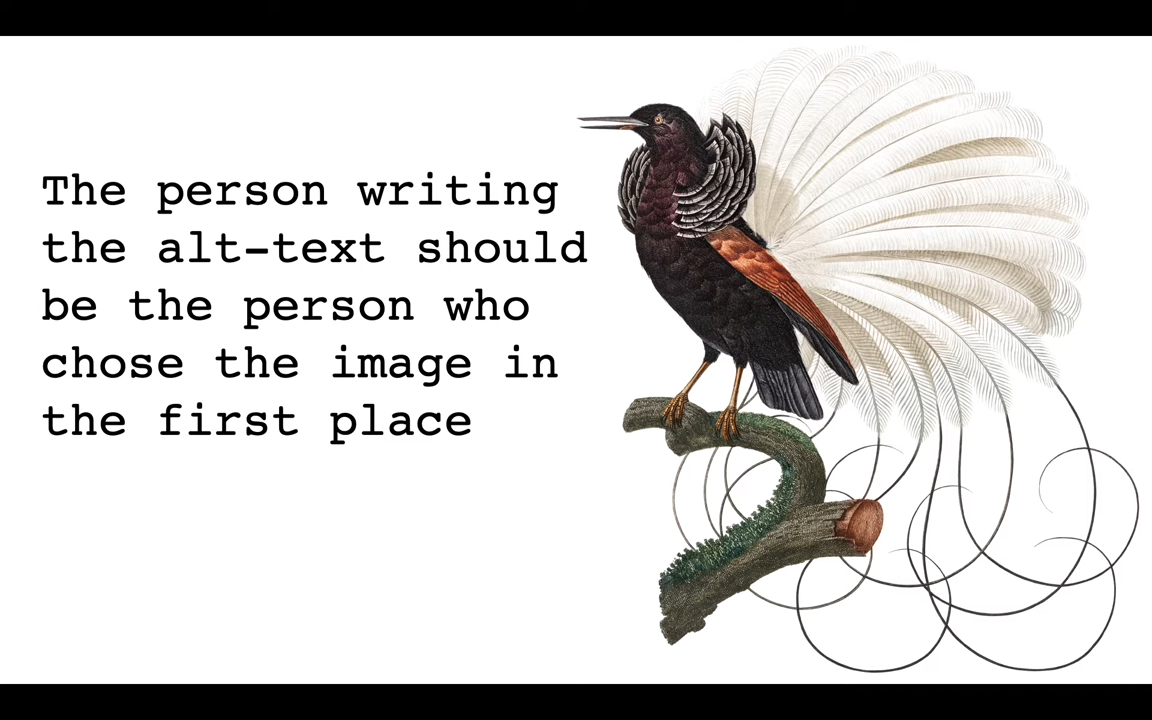 The person writing
the alt-text should
be the person who
chose the image in
the first place